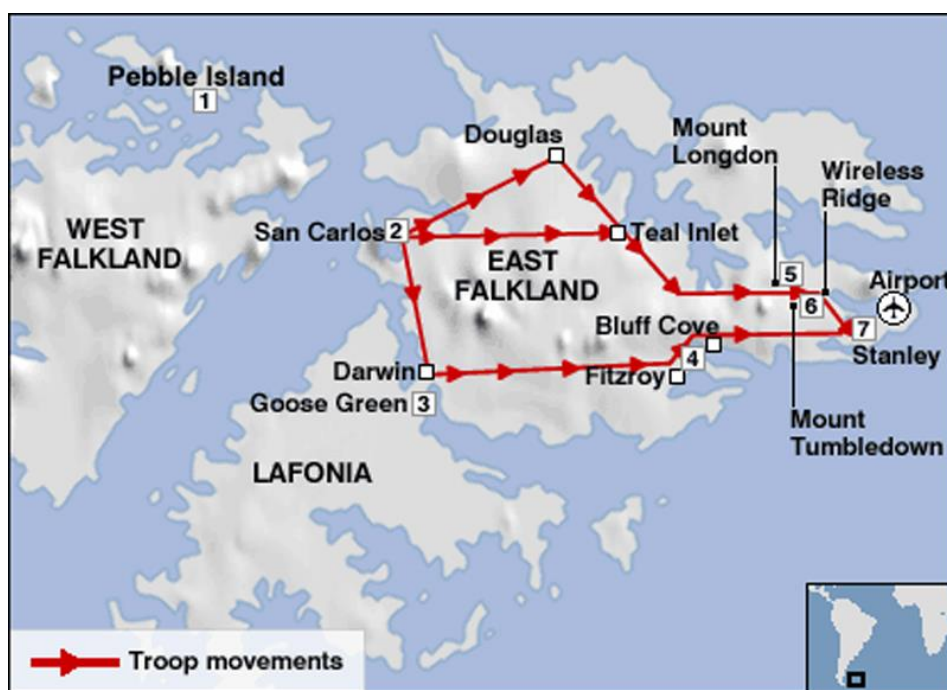 Pebble Island
1
Douglas
Mount
Longdon
Wireless
Ridge
WEST
FALKLAND
San Carlos 2
Teal Inlet
EAST
FALKLAND
5
Airport
6
Bluff Cove
7
Stanley
4
Darwin
Fitzroy
Goose Green 3
Mount
Tumbledown
LAFONIA
Troop movements